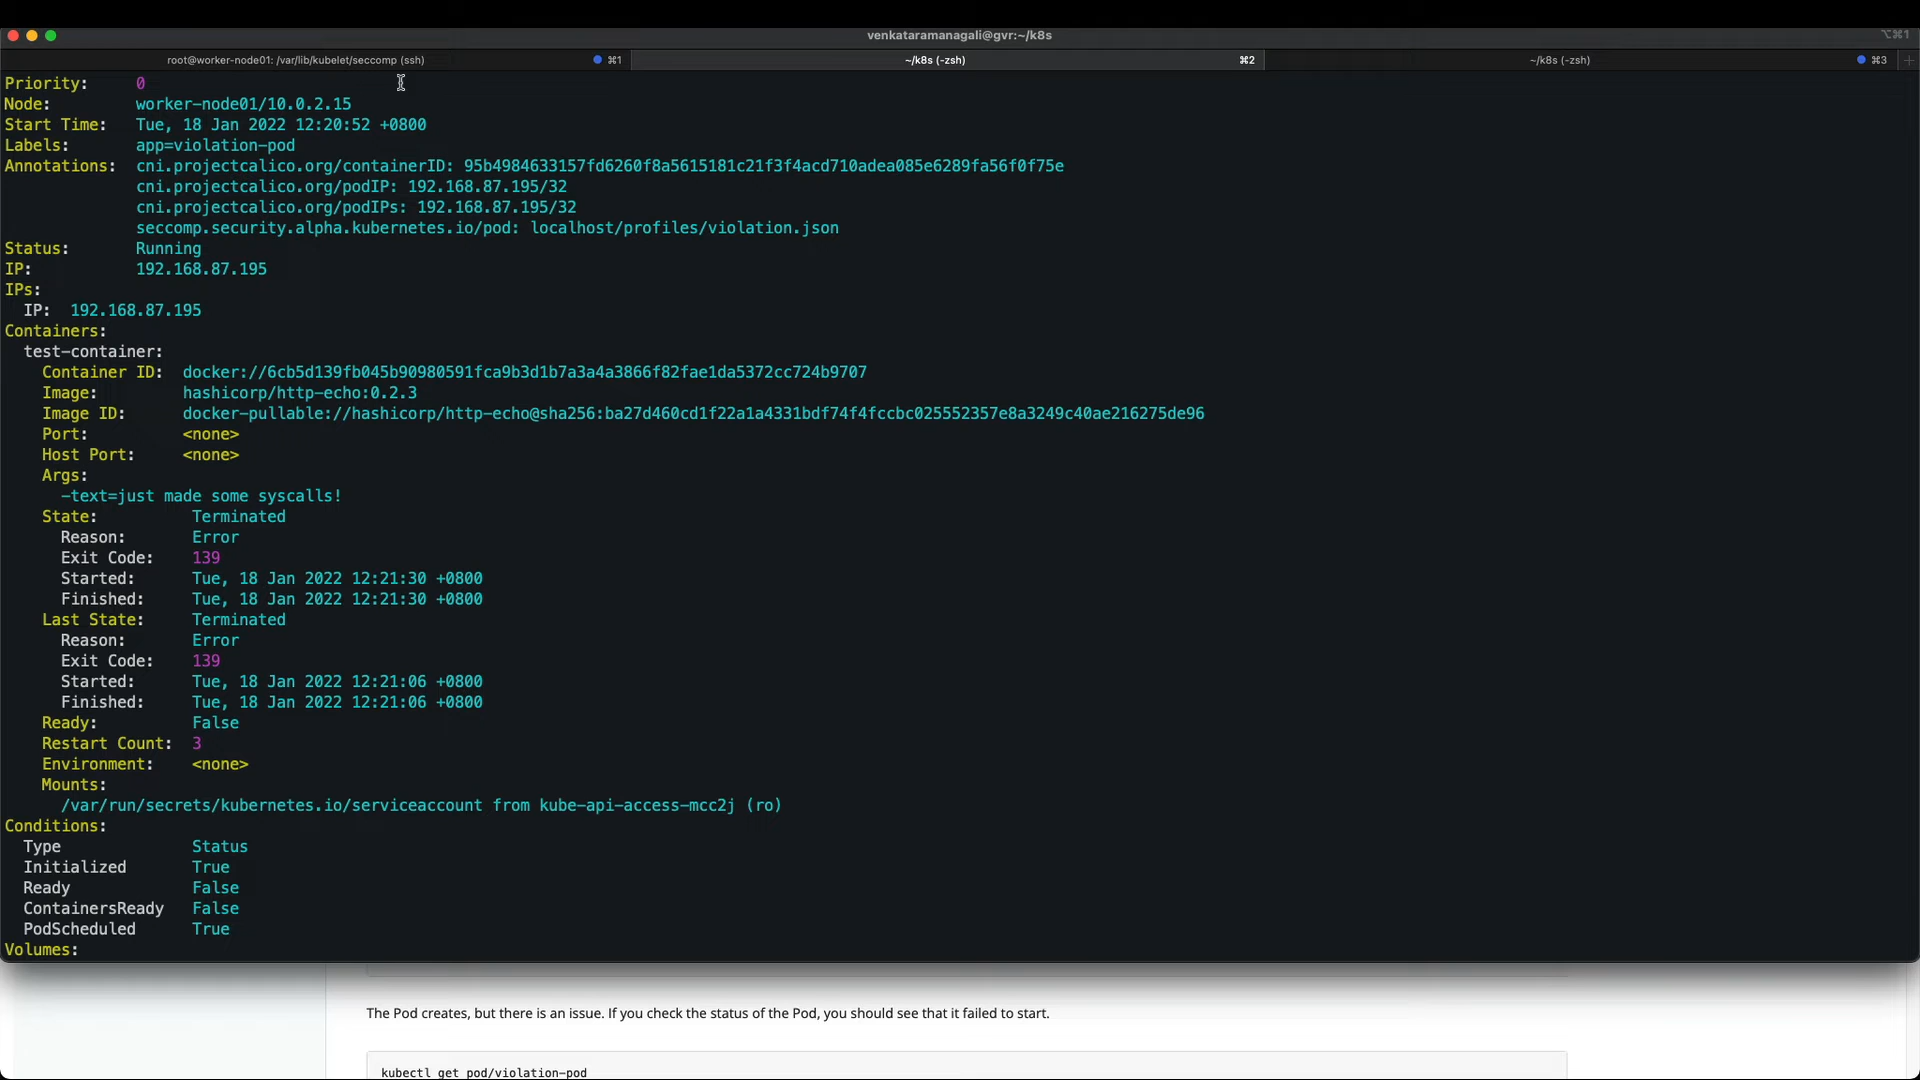 venkataramanagali@gvr:~/k8s
⌥⌘1
root@worker-node01: /var/lib/kubelet/seccomp (ssh) ⌘1 ~/k8s (-zsh) ⌘2 ~/k8s (-zsh) ⌘3 +
Priority: 0
Node: worker-node01/10.0.2.15
Start Time: Tue, 18 Jan 2022 12:20:52 +0800
Labels: app=violation-pod
Annotations: cni.projectcalico.org/containerID: 95b4984633157fd6260f8a5615181c21f3f4acd710adea085e6289fa56f0f75e
cni.projectcalico.org/podIP: 192.168.87.195/32
cni.projectcalico.org/podIPs: 192.168.87.195/32
seccomp.security.alpha.kubernetes.io/pod: localhost/profiles/violation.json
Status: Running
IP: 192.168.87.195
IPs:
IP: 192.168.87.195
Containers:
test-container:
Container ID: docker://6cb5d139fb045b90980591fca9b3d1b7a3a4a3866f82fae1da5372cc724b9707
Image: hashicorp/http-echo:0.2.3
Image ID: docker-pullable://hashicorp/http-echo@sha256:ba27d460cd1f22a1a4331bdf74f4fccbc025552357e8a3249c40ae216275de96
Port: <none>
Host Port: <none>
Args:
-text=just made some syscalls!
State: Terminated
Reason: Error
Exit Code: 139
Started: Tue, 18 Jan 2022 12:21:30 +0800
Finished: Tue, 18 Jan 2022 12:21:30 +0800
Last State: Terminated
Reason: Error
Exit Code: 139
Started: Tue, 18 Jan 2022 12:21:06 +0800
Finished: Tue, 18 Jan 2022 12:21:06 +0800
Ready: False
Restart Count: 3
Environment: <none>
Mounts:
/var/run/secrets/kubernetes.io/serviceaccount from kube-api-access-mcc2j (ro)
Conditions:
Type Status
Initialized True
Ready False
ContainersReady False
PodScheduled True
Volumes:
The Pod creates, but there is an issue. If you check the status of the Pod, you should see that it failed to start.
kubectl get pod/violation-pod